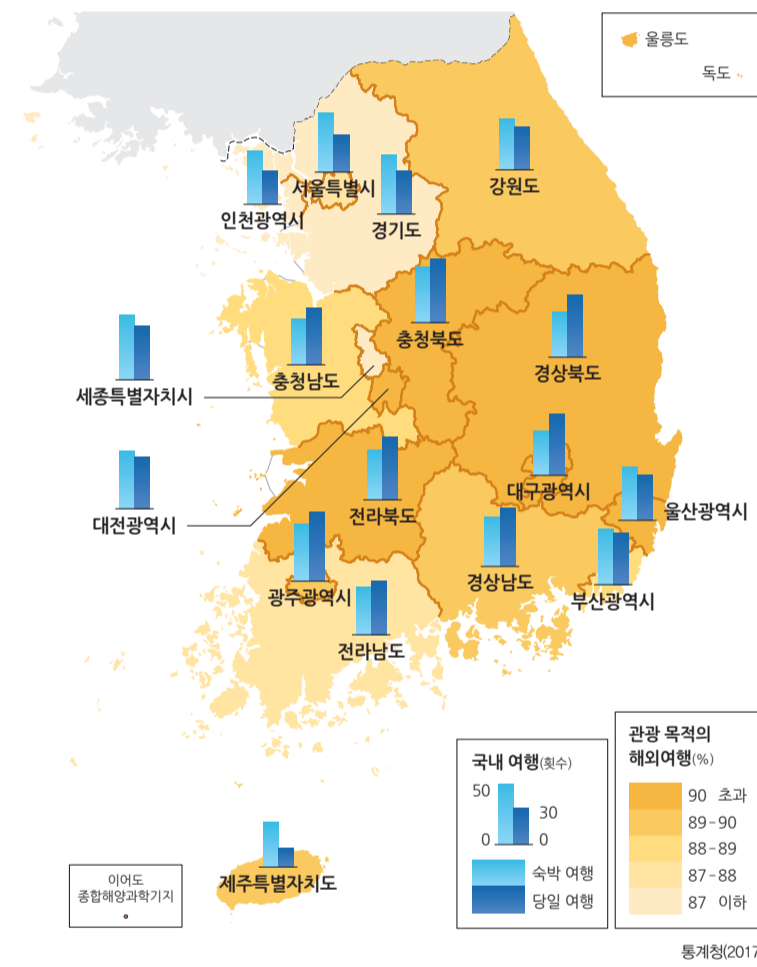 울릉도
독도
서울특별시
인천광역시
경기도
강원도
충청북도
충청남도
경상북도
세종특별자치시
대전광역시
대구광역시
전라북도
울산광역시
광주광역시
경상남도
부산광역시
전라남도
제주특별자치도
이어도
종합해양과학기지
국내 여행(횟수)
50
30
0
0
숙박 여행
당일 여행
관광 목적의
해외여행(%)
90 초과
89-90
88-89
87-88
87 이하
통계청(2017